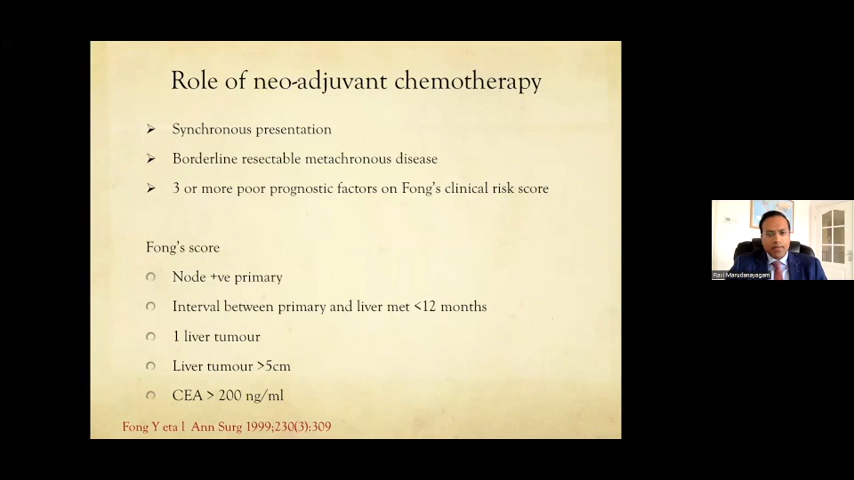 Role of neo-adjuvant chemotherapy
Synchronous presentation
Borderline resectable metachronous disease
3 or more poor prognostic factors on Fong's clinical risk score
Fong's score
Node +ve primary
Interval between primary and liver met <12 months
1 liver tumour
Liver tumour >5cm
CEA > 200 ng/ml
Fong Y eta l Ann Surg 1999;230(3):309
Ravi Marudanayagam